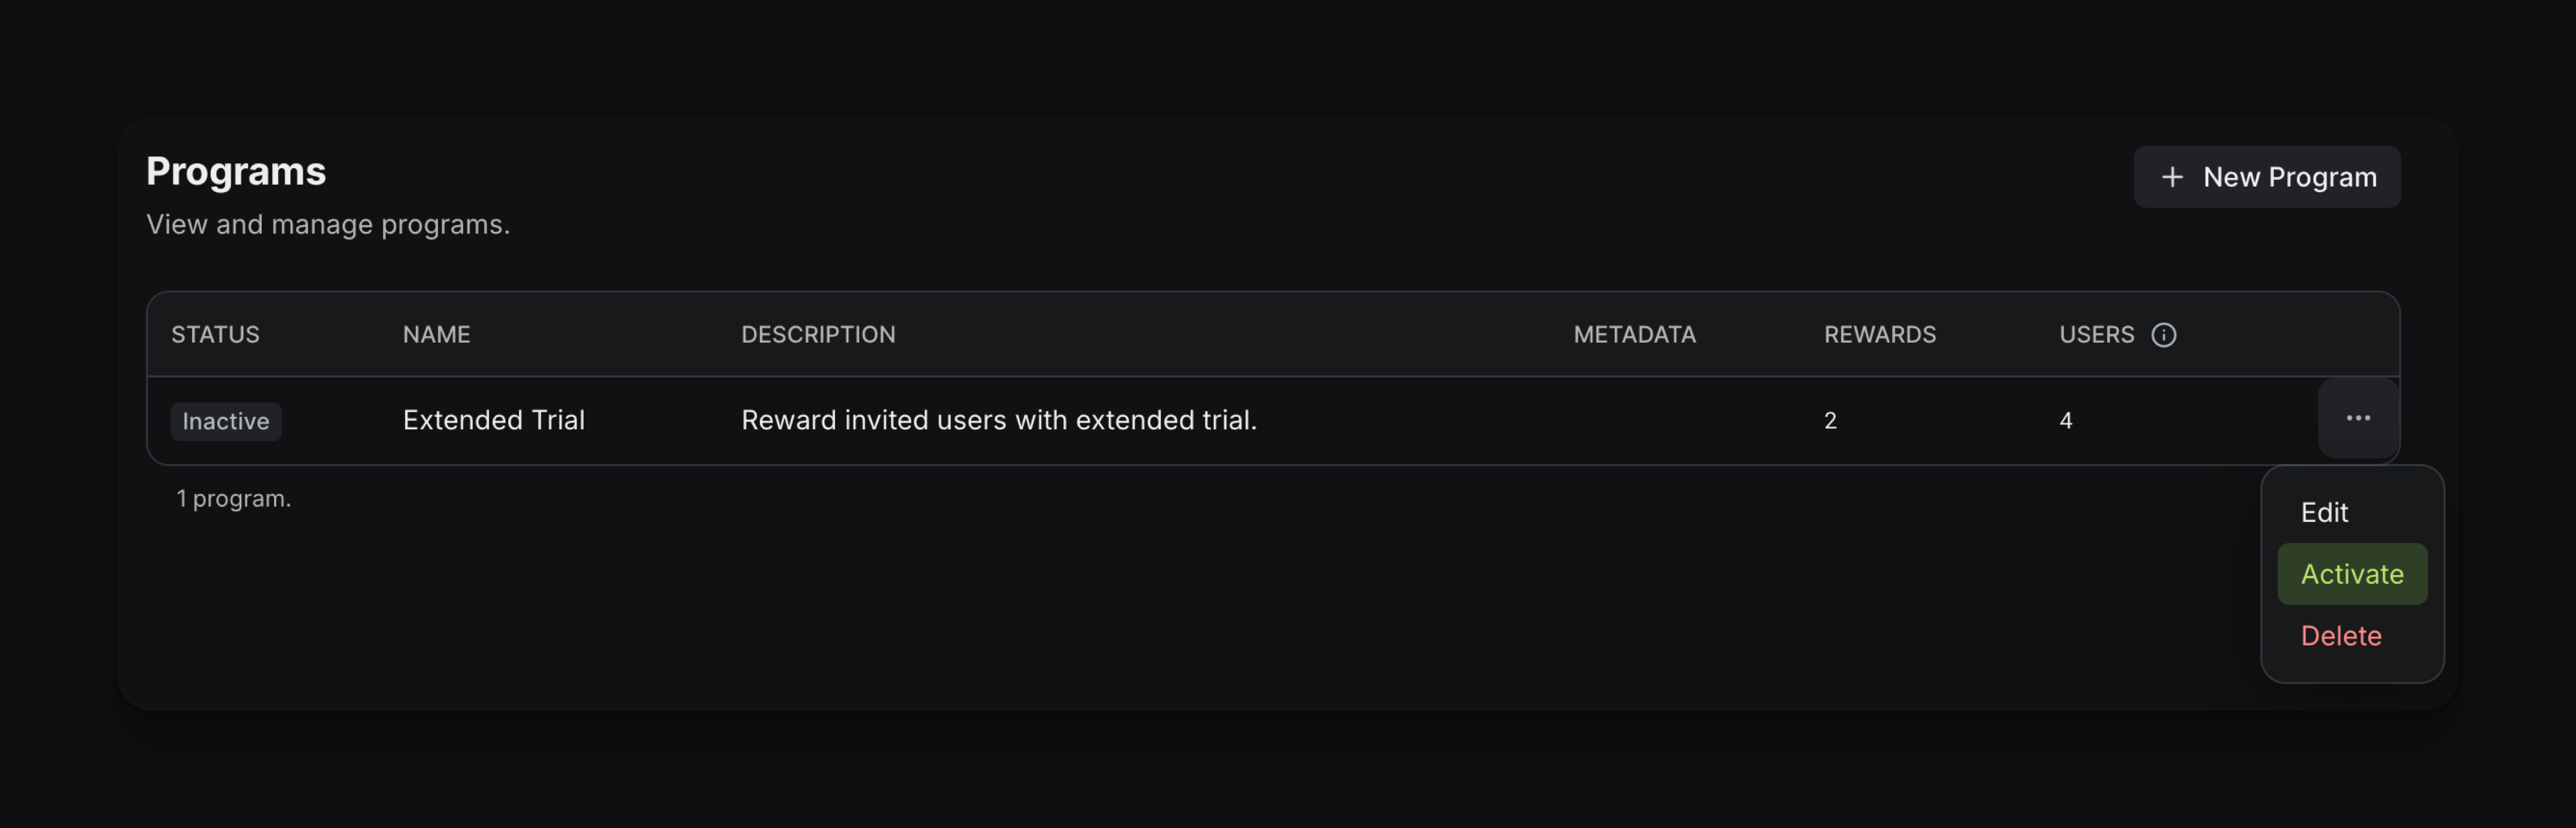 Programs
New Program
View and manage programs.
STATUS NAME DESCRIPTION METADATA REWARDS USERS
Inactive Extended Trial Reward invited users with extended trial. 2 4
1 program.
Edit
Activate
Delete